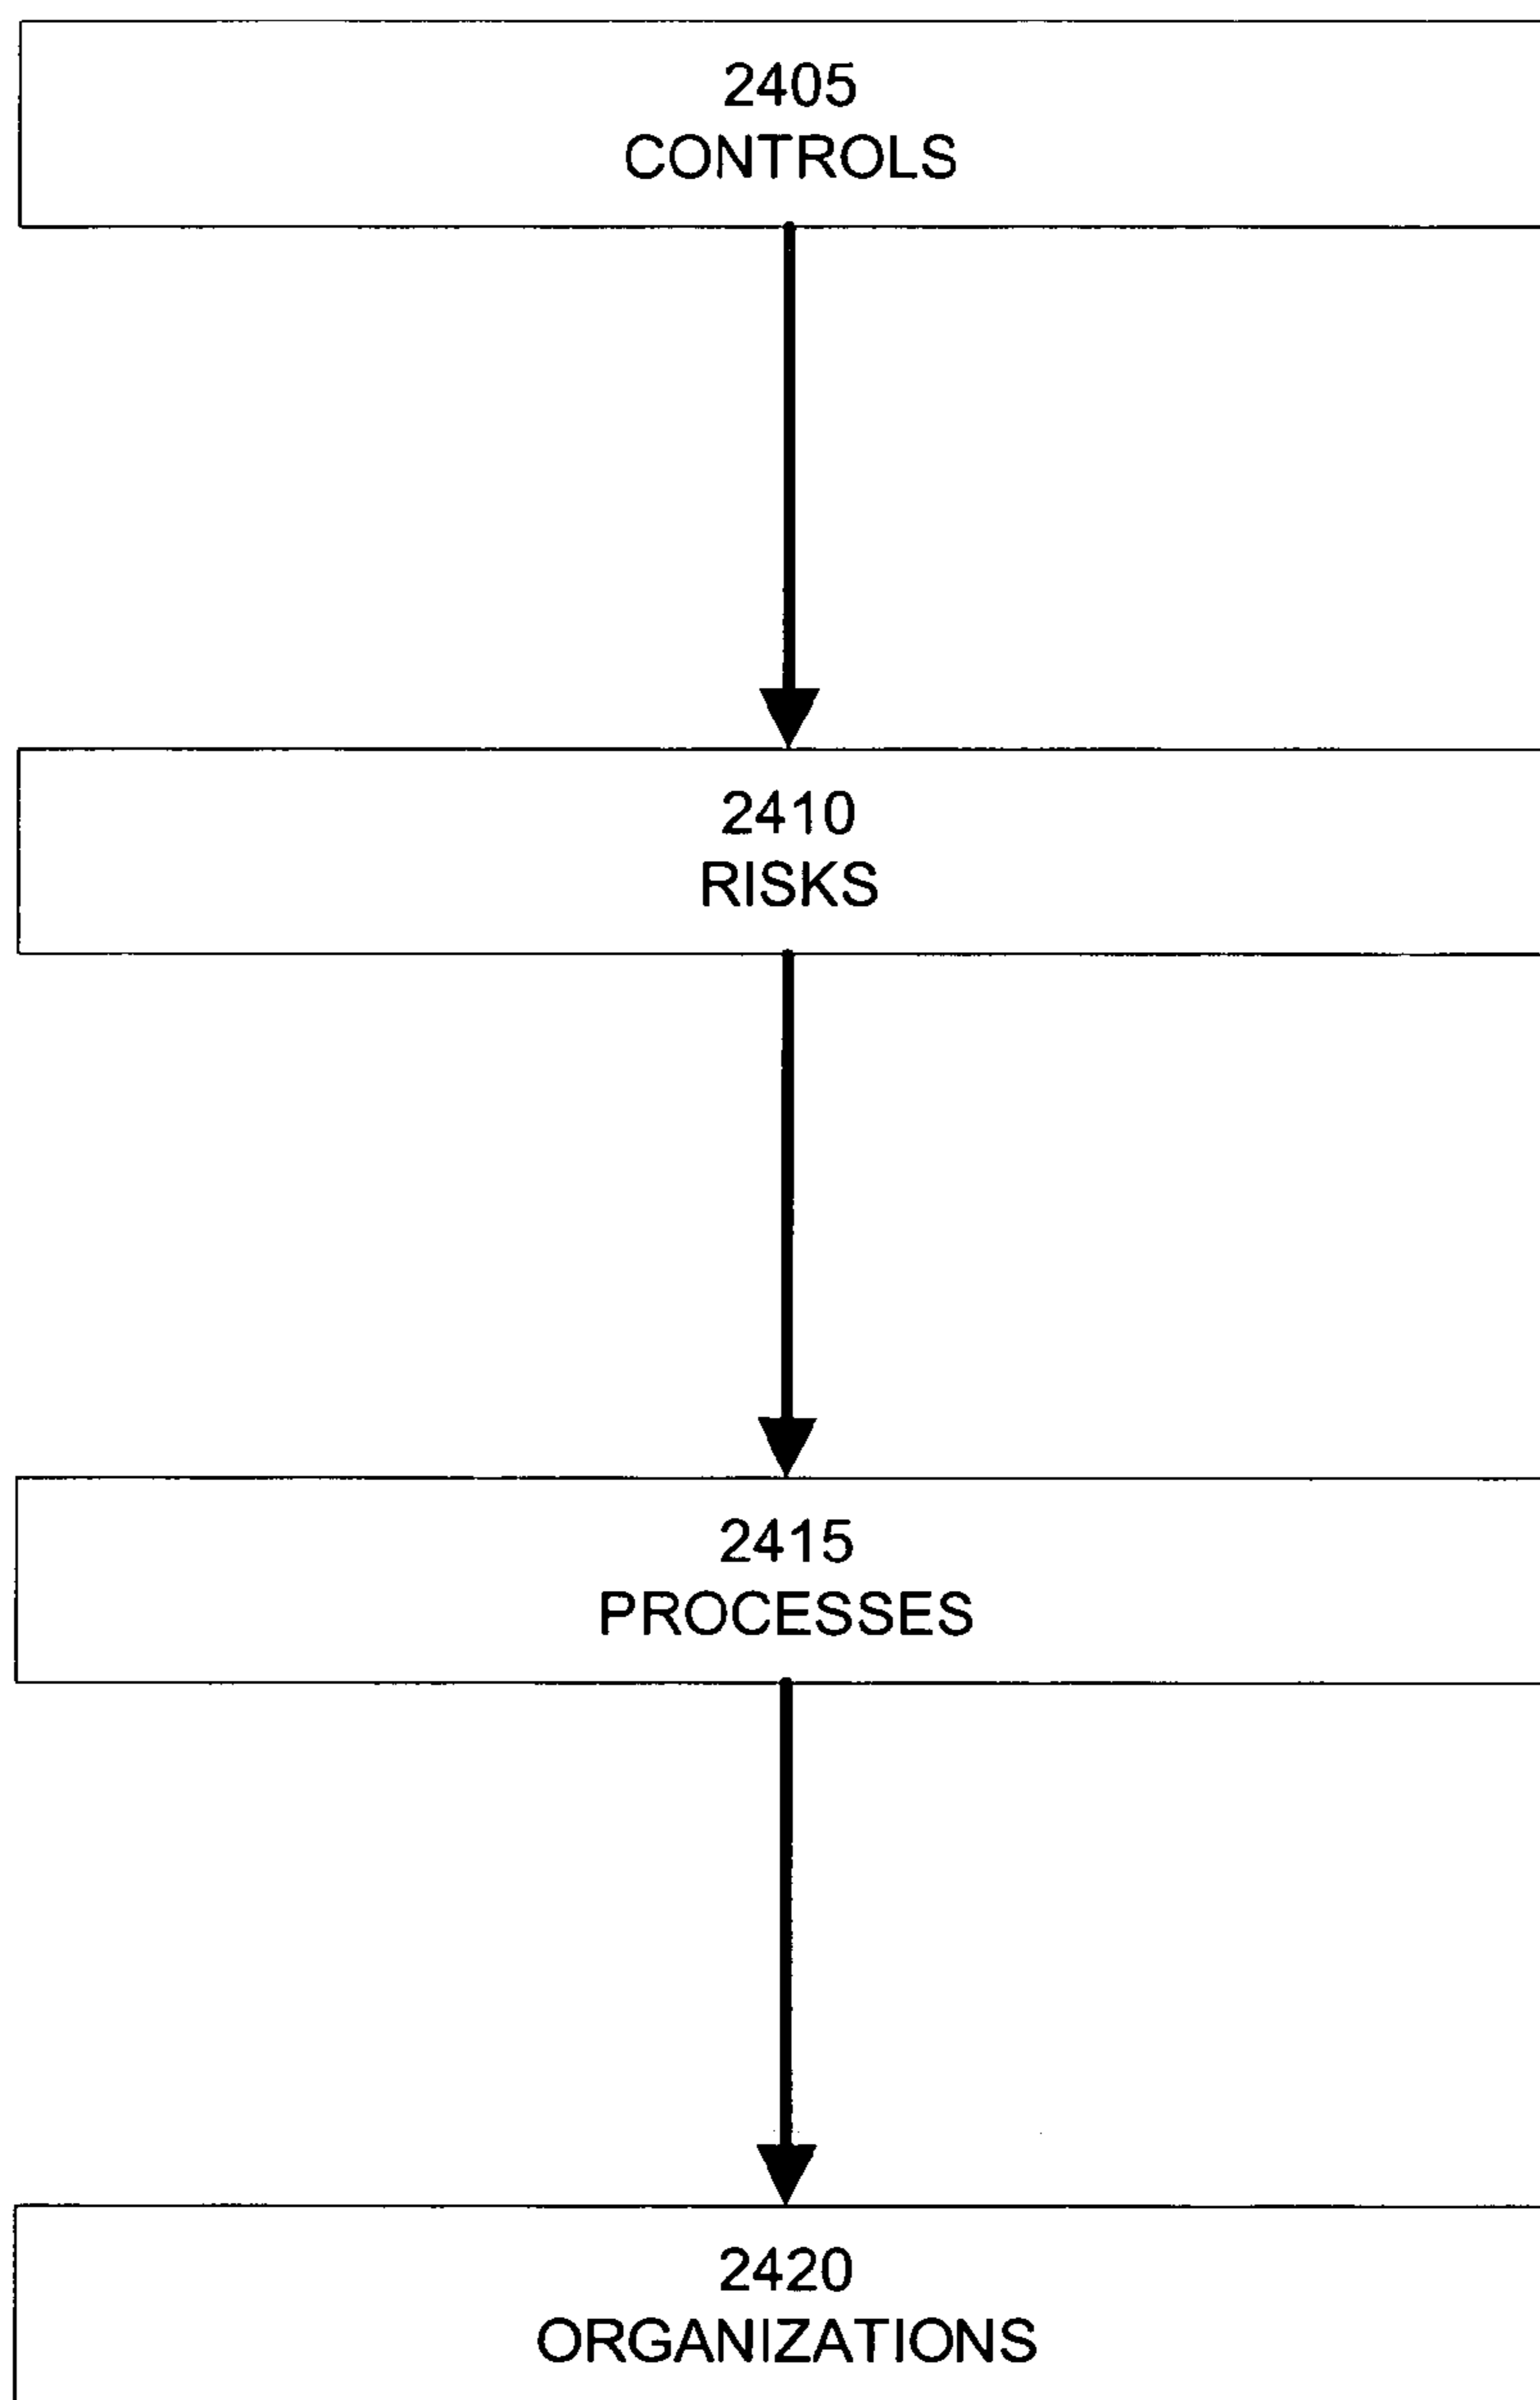 2405
CONTROLS
2410
RISKS
2415
PROCESSES
2420
ORGANIZATIONS